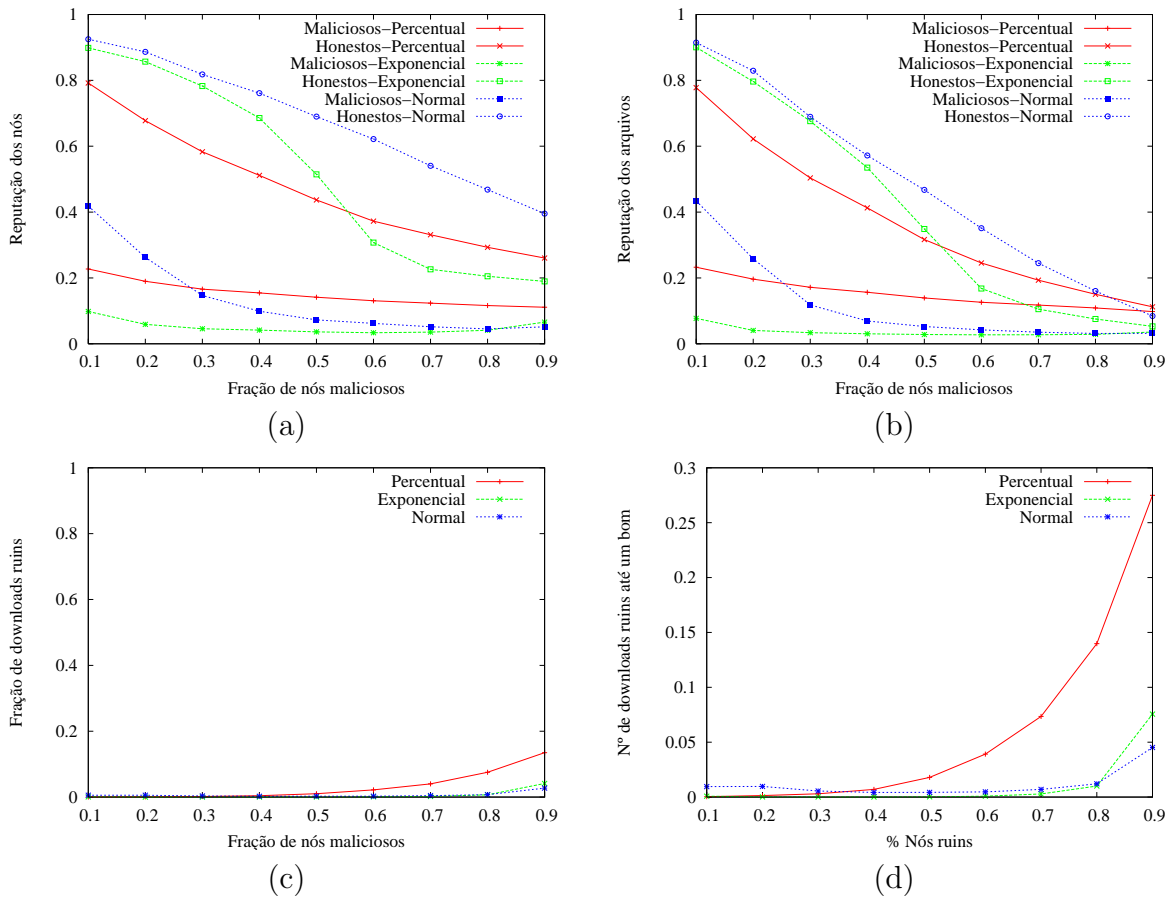 1
0.8
0.6
0.4
0.2
0
0.1 0.2 0.3 0.4 0.5 0.6 0.7 0.8 0.9
Reputação dos nós
Fração de nós maliciosos
Maliciosos−Percentual
Honestos−Percentual
Maliciosos−Exponencial
Honestos−Exponencial
Maliciosos−Normal
Honestos−Normal
(a)
1
0.8
0.6
0.4
0.2
0
0.1 0.2 0.3 0.4 0.5 0.6 0.7 0.8 0.9
Reputação dos arquivos
Fração de nós maliciosos
Maliciosos−Percentual
Honestos−Percentual
Maliciosos−Exponencial
Honestos−Exponencial
Maliciosos−Normal
Honestos−Normal
(b)
1
0.8
0.6
0.4
0.2
0
0.1 0.2 0.3 0.4 0.5 0.6 0.7 0.8 0.9
Fração de downloads ruins
Fração de nós maliciosos
Percentual
Exponencial
Normal
(c)
0.3
0.25
0.2
0.15
0.1
0.05
0
0.1 0.2 0.3 0.4 0.5 0.6 0.7 0.8 0.9
Nº de downloads ruins até um bom
% Nós ruins
Percentual
Exponencial
Normal
(d)